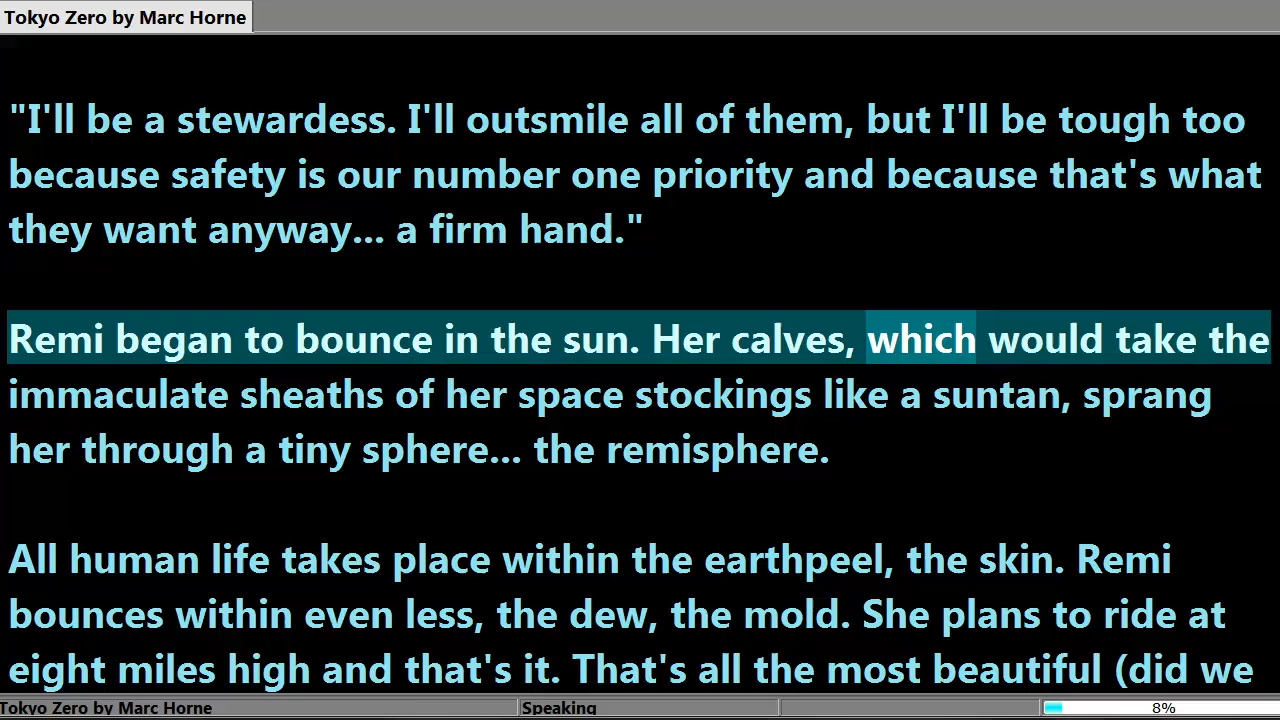 Tokyo Zero by Marc Horne
"I'll be a stewardess. I'll outsmile all of them, but I'll be tough too
because safety is our number one priority and because that's what
they want anyway... a firm hand."
Remi began to bounce in the sun. Her calves, which would take the
immaculate sheaths of her space stockings like a suntan, sprang
her through a tiny sphere... the remisphere.
All human life takes place within the earthpeel, the skin. Remi
bounces within even less, the dew, the mold. She plans to ride at
eight miles high and that's it. That's all the most beautiful (did we
Tokyo Zero by Marc Horne Speaking 8%